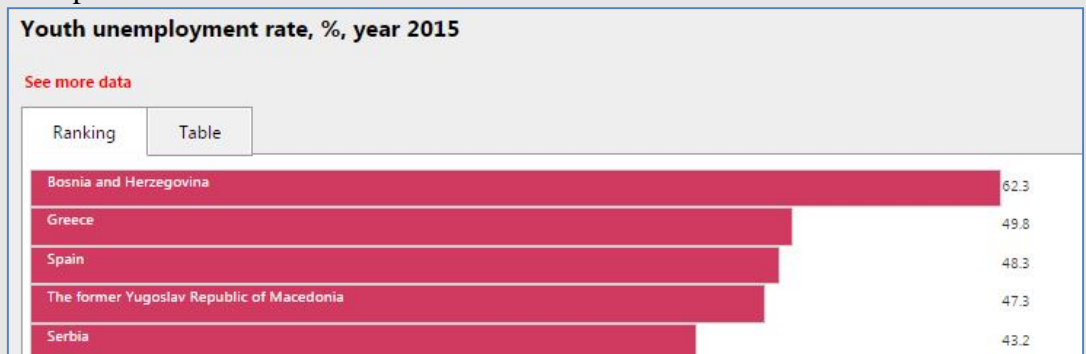 Youth unemployment rate, %, year 2015
See more data
Ranking Table
Bosnia and Herzegovina 62.3
Greece 49.8
Spain 48.3
The former Yugoslav Republic of Macedonia 47.3
Serbia 43.2